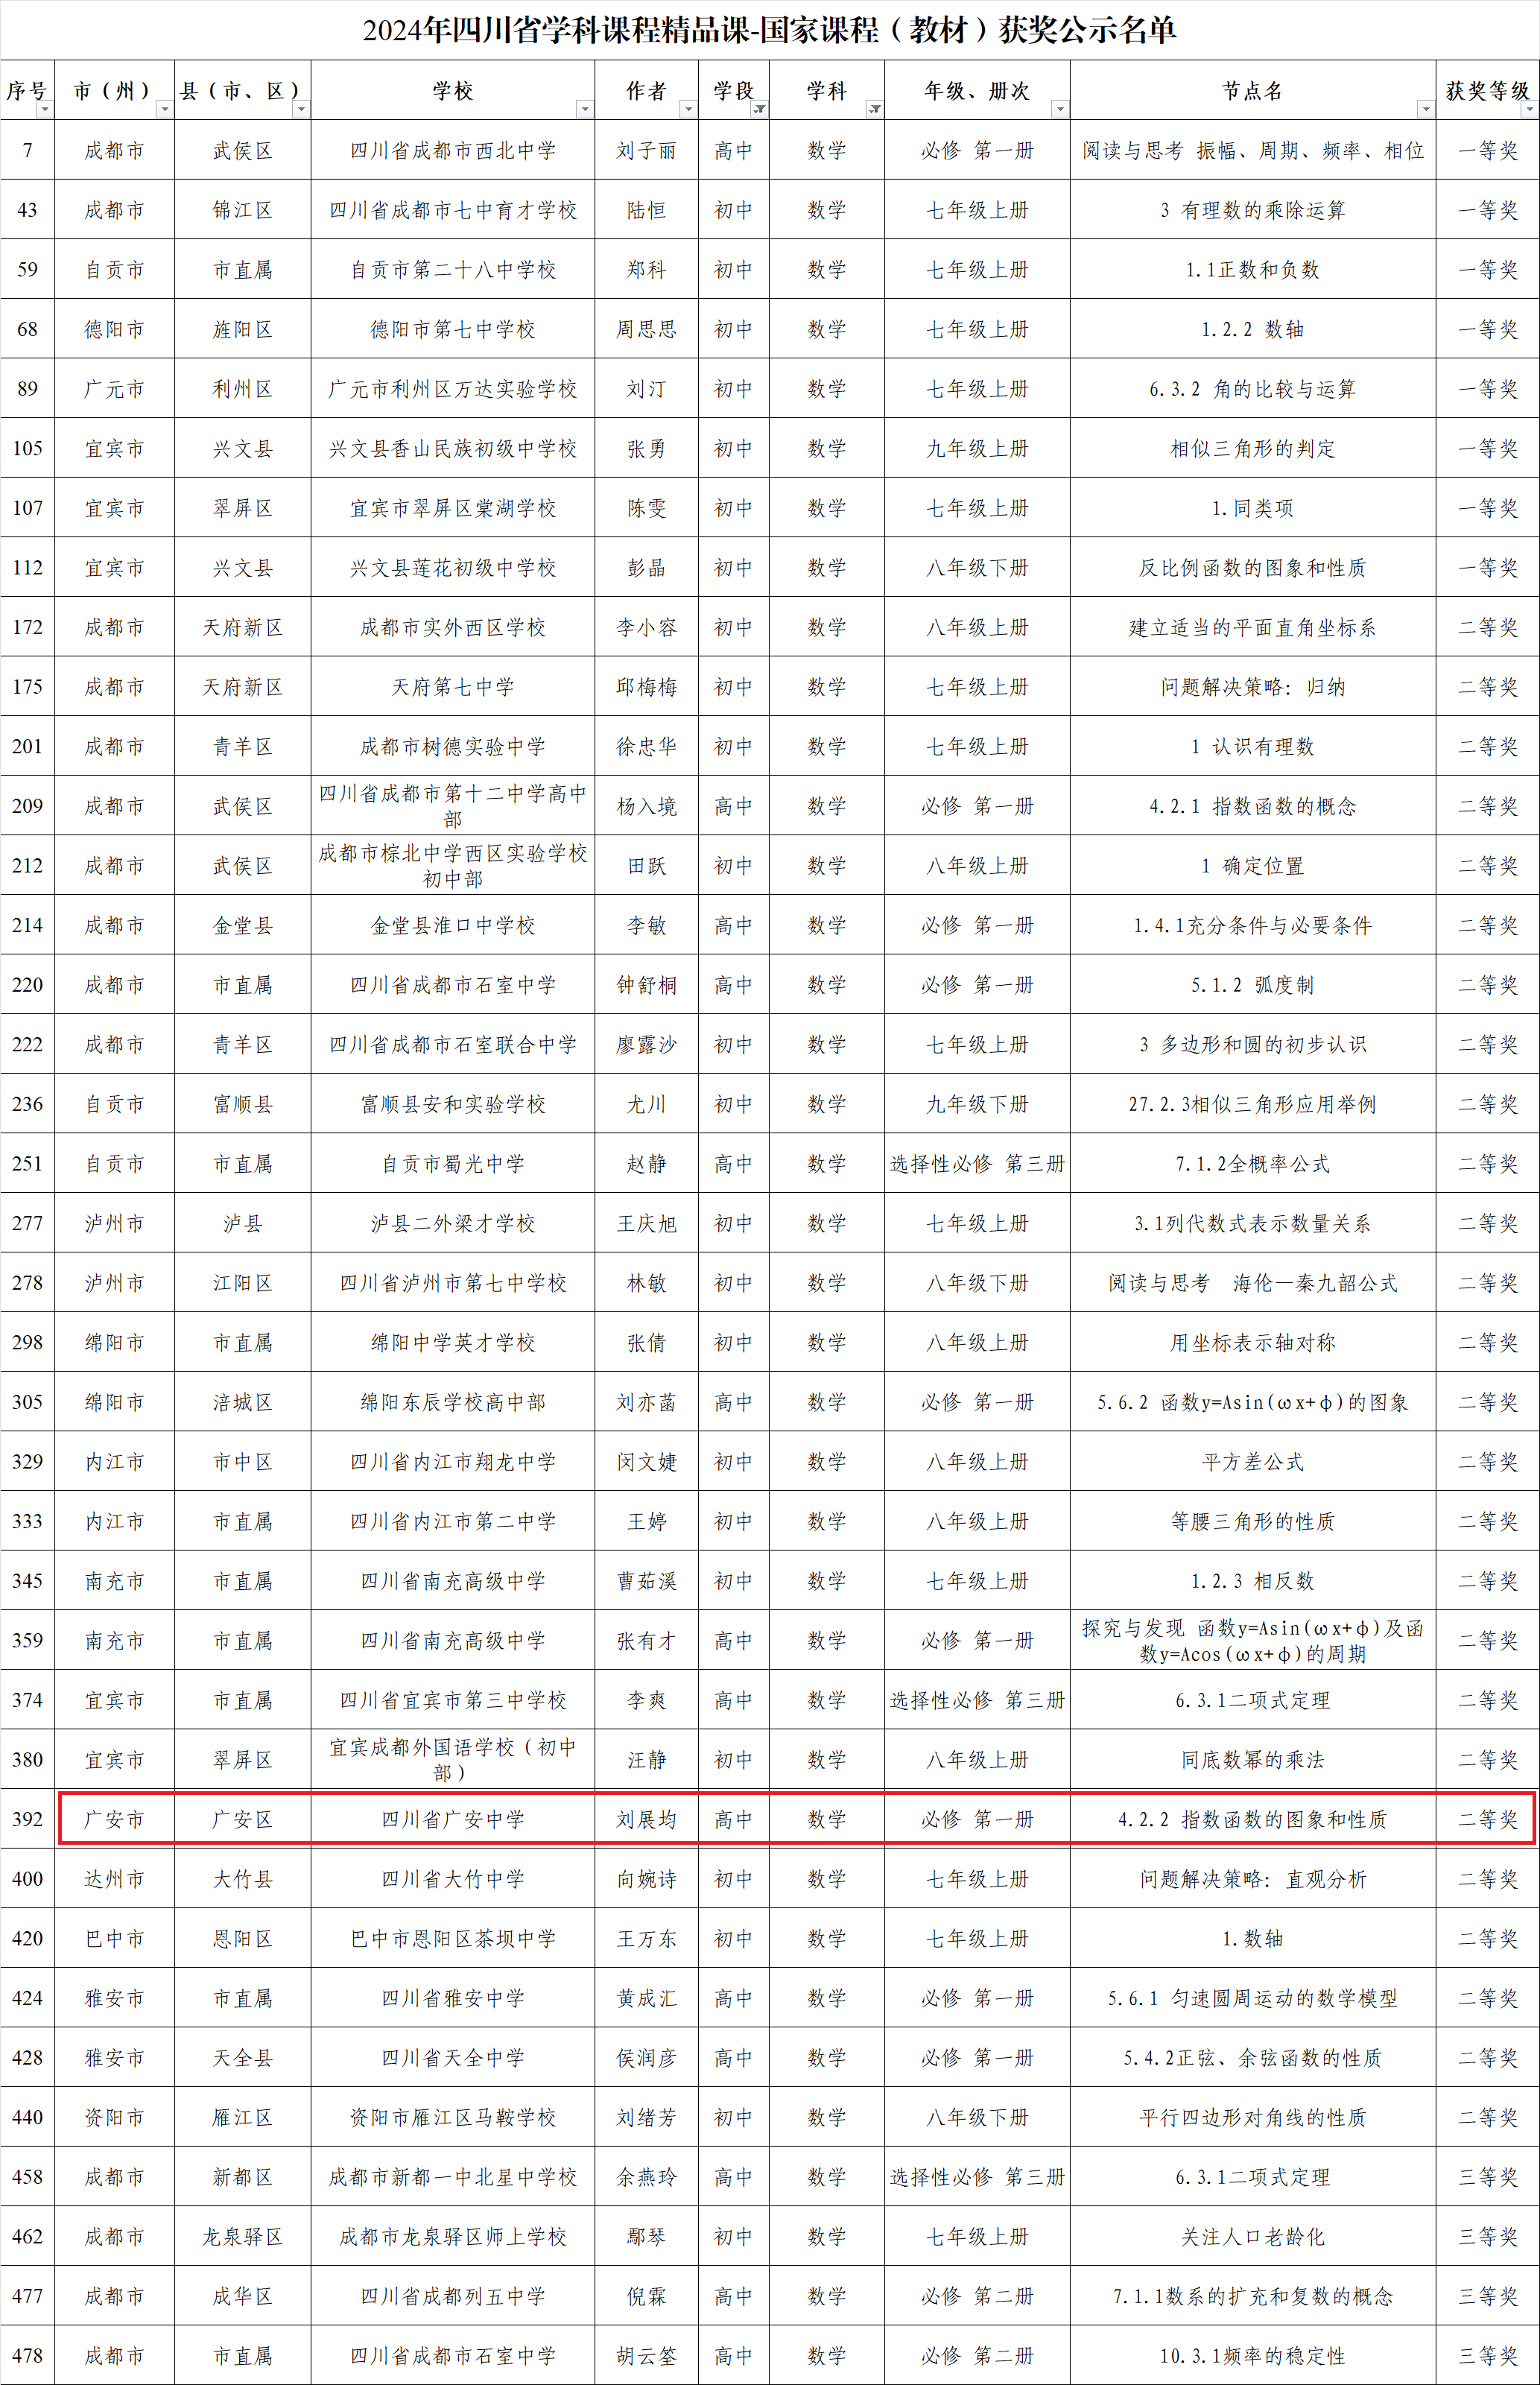 2024年四川省学科课程精品课-国家课程（教材）获奖公示名单
序号 市（州） 县（市、区） 学校 作者 学段 学科 年级、册次 节点名 获奖等级
7 成都市 武侯区 四川省成都市西北中学 刘子丽 高中 数学 必修 第一册 阅读与思考 振幅、周期、频率、相位 一等奖
43 成都市 锦江区 四川省成都市七中育才学校 陆恒 初中 数学 七年级上册 3 有理数的乘除运算 一等奖
59 自贡市 市直属 自贡市第二十八中学校 郑科 初中 数学 七年级上册 1.1正数和负数 一等奖
68 德阳市 旌阳区 德阳市第七中学校 周思思 初中 数学 七年级上册 1.2.2 数轴 一等奖
89 广元市 利州区 广元市利州区万达实验学校 刘汀 初中 数学 七年级上册 6.3.2 角的比较与运算 一等奖
105 宜宾市 兴文县 兴文县香山民族初级中学校 张勇 初中 数学 九年级上册 相似三角形的判定 一等奖
107 宜宾市 翠屏区 宜宾市翠屏区棠湖学校 陈雯 初中 数学 七年级上册 1.同类项 一等奖
112 宜宾市 兴文县 兴文县莲花初级中学校 彭晶 初中 数学 八年级下册 反比例函数的图象和性质 一等奖
172 成都市 天府新区 成都市实外西区学校 李小容 初中 数学 八年级上册 建立适当的平面直角坐标系 二等奖
175 成都市 天府新区 天府第七中学 邱梅梅 初中 数学 七年级上册 问题解决策略：归纳 二等奖
201 成都市 青羊区 成都市树德实验中学 徐忠华 初中 数学 七年级上册 1 认识有理数 二等奖
209 成都市 武侯区 四川省成都市第十二中学高中部 杨入境 高中 数学 必修 第一册 4.2.1 指数函数的概念 二等奖
212 成都市 武侯区 成都市棕北中学西区实验学校初中部 田跃 初中 数学 八年级上册 1 确定位置 二等奖
214 成都市 金堂县 金堂县淮口中学校 李敏 高中 数学 必修 第一册 1.4.1充分条件与必要条件 二等奖
220 成都市 市直属 四川省成都市石室中学 钟舒桐 高中 数学 必修 第一册 5.1.2 弧度制 二等奖
222 成都市 青羊区 四川省成都市石室联合中学 廖露沙 初中 数学 七年级上册 3 多边形和圆的初步认识 二等奖
236 自贡市 富顺县 富顺县安和实验学校 尤川 初中 数学 九年级下册 27.2.3相似三角形应用举例 二等奖
251 自贡市 市直属 自贡市蜀光中学 赵静 高中 数学 选择性必修 第三册 7.1.2全概率公式 二等奖
277 泸州市 泸县 泸县二外梁才学校 王庆旭 初中 数学 七年级上册 3.1列代数式表示数量关系 二等奖
278 泸州市 江阳区 四川省泸州市第七中学校 林敏 初中 数学 八年级下册 阅读与思考　海伦—秦九韶公式 二等奖
298 绵阳市 市直属 绵阳中学英才学校 张倩 初中 数学 八年级上册 用坐标表示轴对称 二等奖
305 绵阳市 涪城区 绵阳东辰学校高中部 刘亦菡 高中 数学 必修 第一册 5.6.2 函数y=Asin(ωx+φ)的图象 二等奖
329 内江市 市中区 四川省内江市翔龙中学 闵文婕 初中 数学 八年级上册 平方差公式 二等奖
333 内江市 市直属 四川省内江市第二中学 王婷 初中 数学 八年级上册 等腰三角形的性质 二等奖
345 南充市 市直属 四川省南充高级中学 曹茹溪 初中 数学 七年级上册 1.2.3 相反数 二等奖
359 南充市 市直属 四川省南充高级中学 张有才 高中 数学 必修 第一册 探究与发现 函数y=Asin(ωx+φ)及函数y=Acos(ωx+φ)的周期 二等奖
374 宜宾市 市直属 四川省宜宾市第三中学校 李爽 高中 数学 选择性必修 第三册 6.3.1二项式定理 二等奖
380 宜宾市 翠屏区 宜宾成都外国语学校（初中部） 汪静 初中 数学 八年级上册 同底数幂的乘法 二等奖
392 广安市 广安区 四川省广安中学 刘展均 高中 数学 必修 第一册 4.2.2 指数函数的图象和性质 二等奖
400 达州市 大竹县 四川省大竹中学 向婉诗 初中 数学 七年级上册 问题解决策略：直观分析 二等奖
420 巴中市 恩阳区 巴中市恩阳区茶坝中学 王万东 初中 数学 七年级上册 1.数轴 二等奖
424 雅安市 市直属 四川省雅安中学 黄成汇 高中 数学 必修 第一册 5.6.1 匀速圆周运动的数学模型 二等奖
428 雅安市 天全县 四川省天全中学 侯润彦 高中 数学 必修 第一册 5.4.2正弦、余弦函数的性质 二等奖
440 资阳市 雁江区 资阳市雁江区马鞍学校 刘绪芳 初中 数学 八年级下册 平行四边形对角线的性质 二等奖
458 成都市 新都区 成都市新都一中北星中学校 余燕玲 高中 数学 选择性必修 第三册 6.3.1二项式定理 三等奖
462 成都市 龙泉驿区 成都市龙泉驿区师上学校 鄢琴 初中 数学 七年级上册 关注人口老龄化 三等奖
477 成都市 成华区 四川省成都列五中学 倪霖 高中 数学 必修 第二册 7.1.1数系的扩充和复数的概念 三等奖
478 成都市 市直属 四川省成都市石室中学 胡云筌 高中 数学 必修 第二册 10.3.1频率的稳定性 三等奖